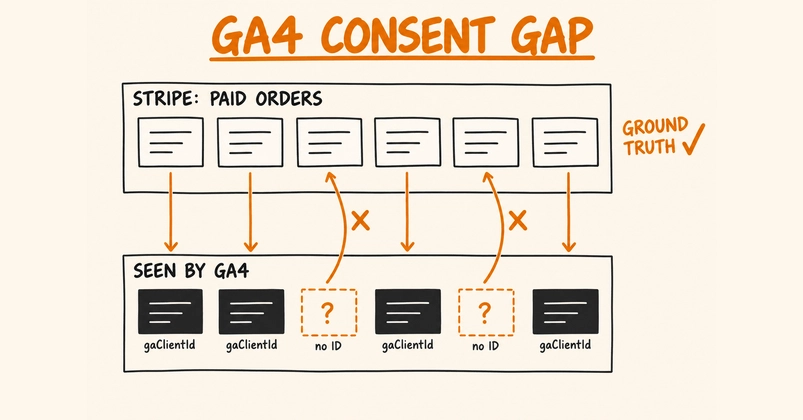 GA4 CONSENT GAP
STRIPE: PAID ORDERS
GROUND
TRUTH ✓
X
X
SEEN BY GA4
?
?
gaClientId
gaClientId
no ID
gaClientId
no ID
gaClientId